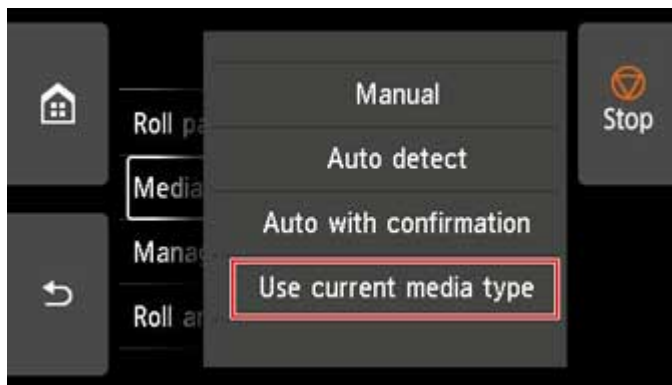 Manual
Auto detect
Auto with confirmation
Use current media type
Roll
Media
Roll
Stop